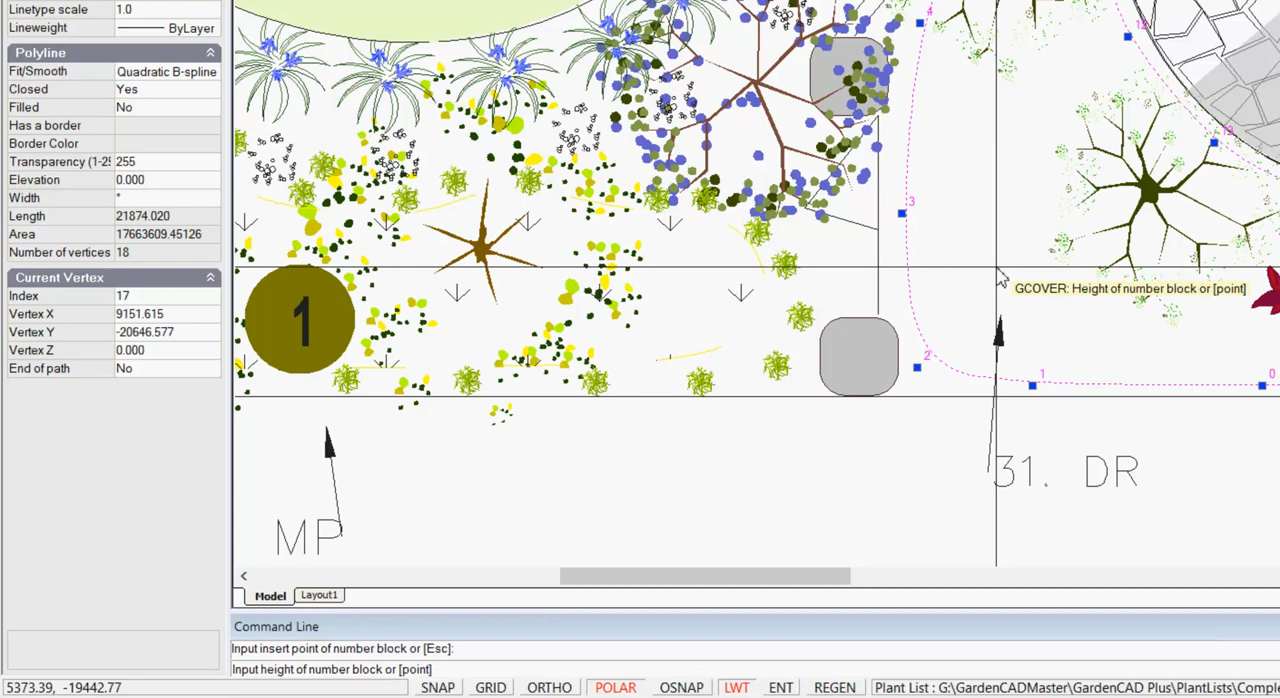 Linetype scale 1.0
Lineweight ByLayer
Polyline
Fit/Smooth Quadratic B-spline
Closed Yes
Filled No
Has a border
Border Color
Transparency (1-25 255
Elevation 0.000
Width *
Length 21874.020
Area 17663609.45126
Number of vertices 18
Current Vertex
Index 17
Vertex X 9151.615
Vertex Y -20646.577
Vertex Z 0.000
End of path No
4
12
13
3
GCOVER: Height of number block or [point]
1
2
1
0
31. DR
MP
Model Layout1
Command Line
Input insert point of number block or [Esc]:
Input height of number block or [point]
5373.39, -19442.77 SNAP GRID ORTHO POLAR OSNAP LWT ENT REGEN Plant List : G:\GardenCADMaster\GardenCAD Plus\PlantLists\Compl